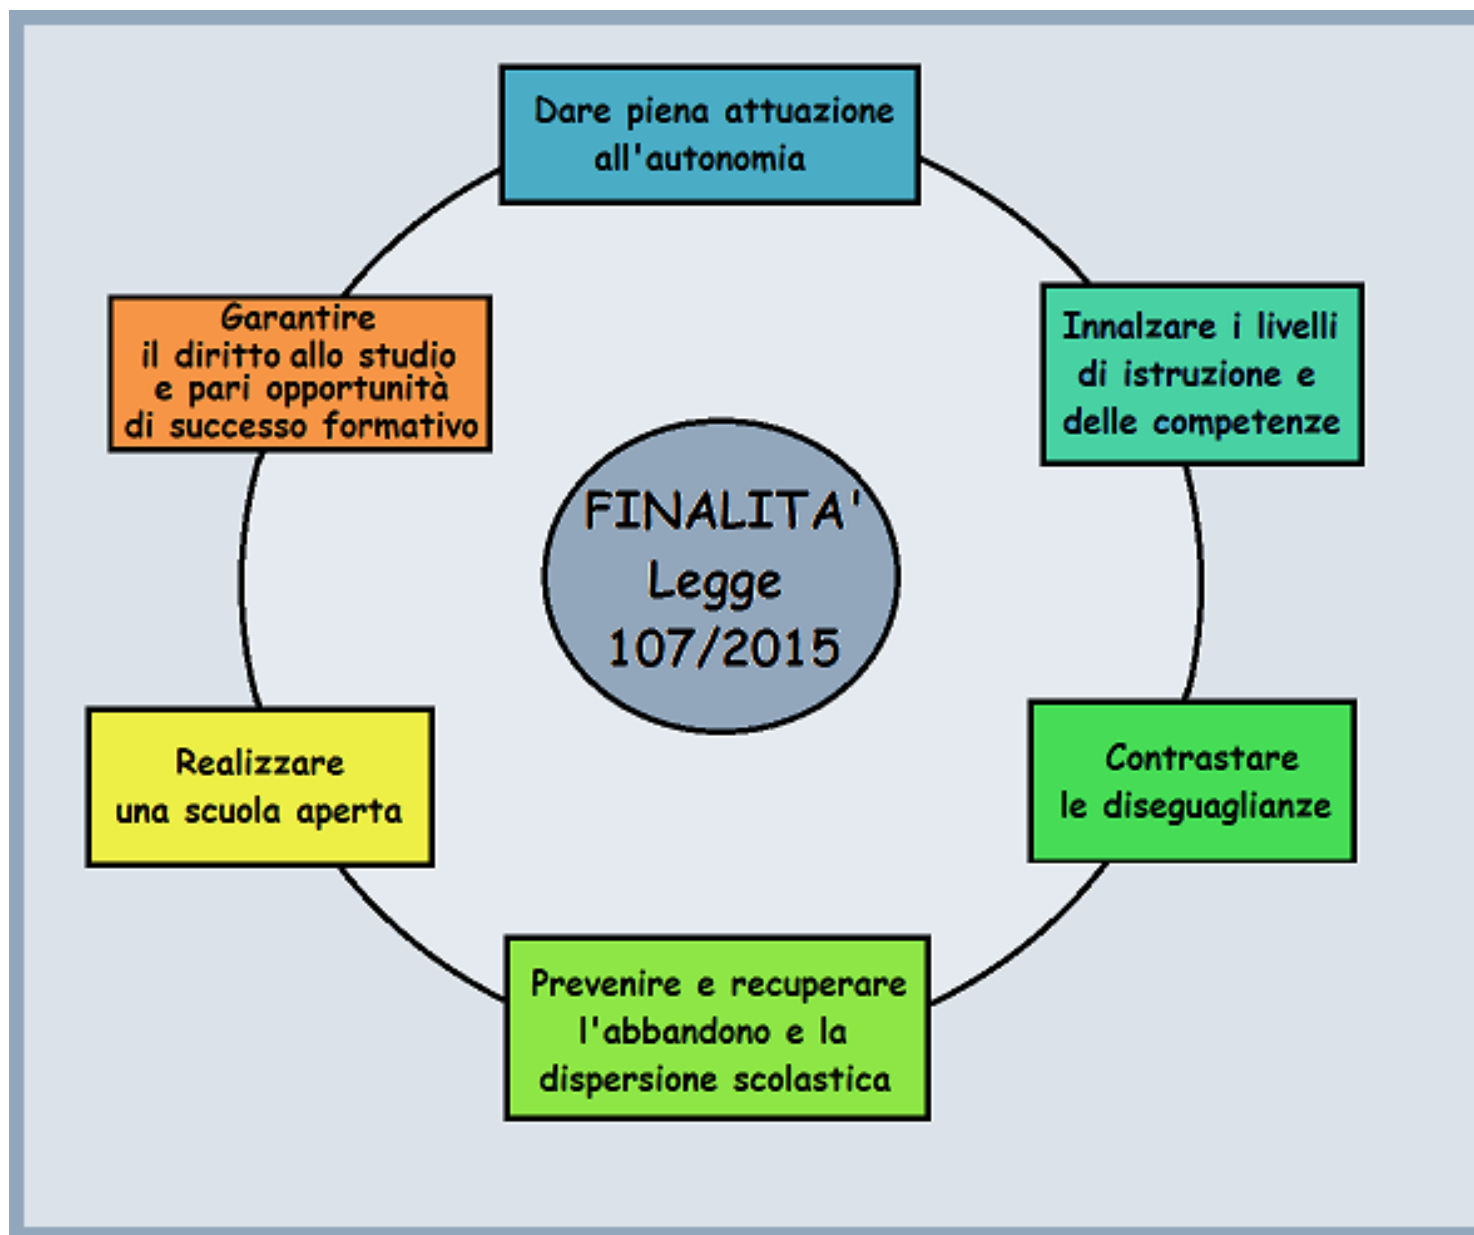 Dare piena attuazione
all'autonomia
Innalzare i livelli
di istruzione e
delle competenze
Contrastare
le diseguaglianze
Prevenire e recuperare
l'abbandono e la
dispersione scolastica
Realizzare
una scuola aperta
Garantire
il diritto allo studio
e pari opportunità
di successo formativo
FINALITA'
Legge
107/2015